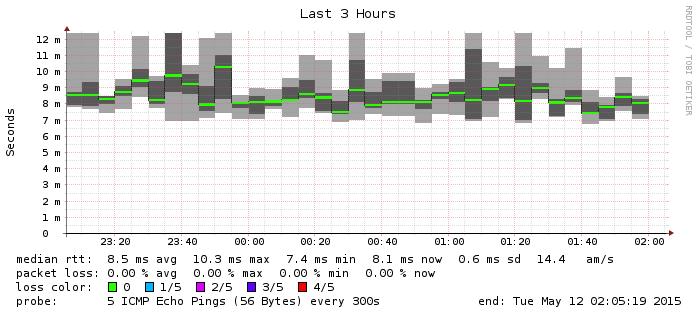 Last 3 Hours
RRDTOOL / TOBI OETIKER
Seconds
12 m
11 m
10 m
9 m
8 m
7 m
6 m
5 m
4 m
3 m
2 m
1 m
0
23:20 23:40 00:00 00:20 00:40 01:00 01:20 01:40 02:00
median rtt: 8.5 ms avg 10.3 ms max 7.4 ms min 8.1 ms now 0.6 ms sd 14.4 am/s
packet loss: 0.00 % avg 0.00 % max 0.00 % min 0.00 % now
loss color: 0 1/5 2/5 3/5 4/5
probe: 5 ICMP Echo Pings (56 Bytes) every 300s end: Tue May 12 02:05:19 2015